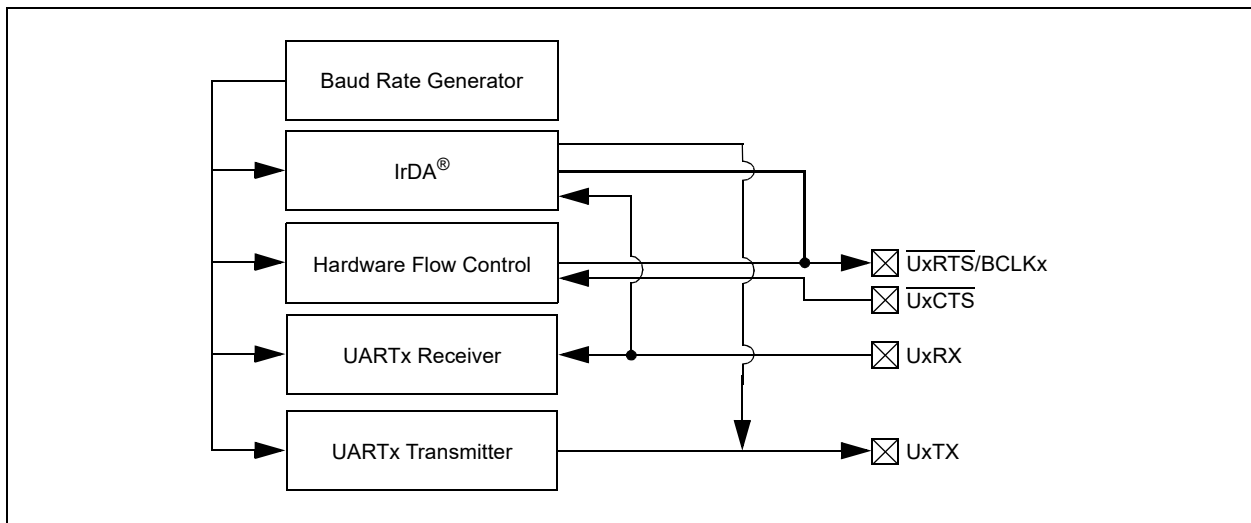 Baud Rate Generator
IrDA®
Hardware Flow Control
UxRTS/BCLKx
UxCTS
UARTx Receiver
UxRX
UARTx Transmitter
UxTX